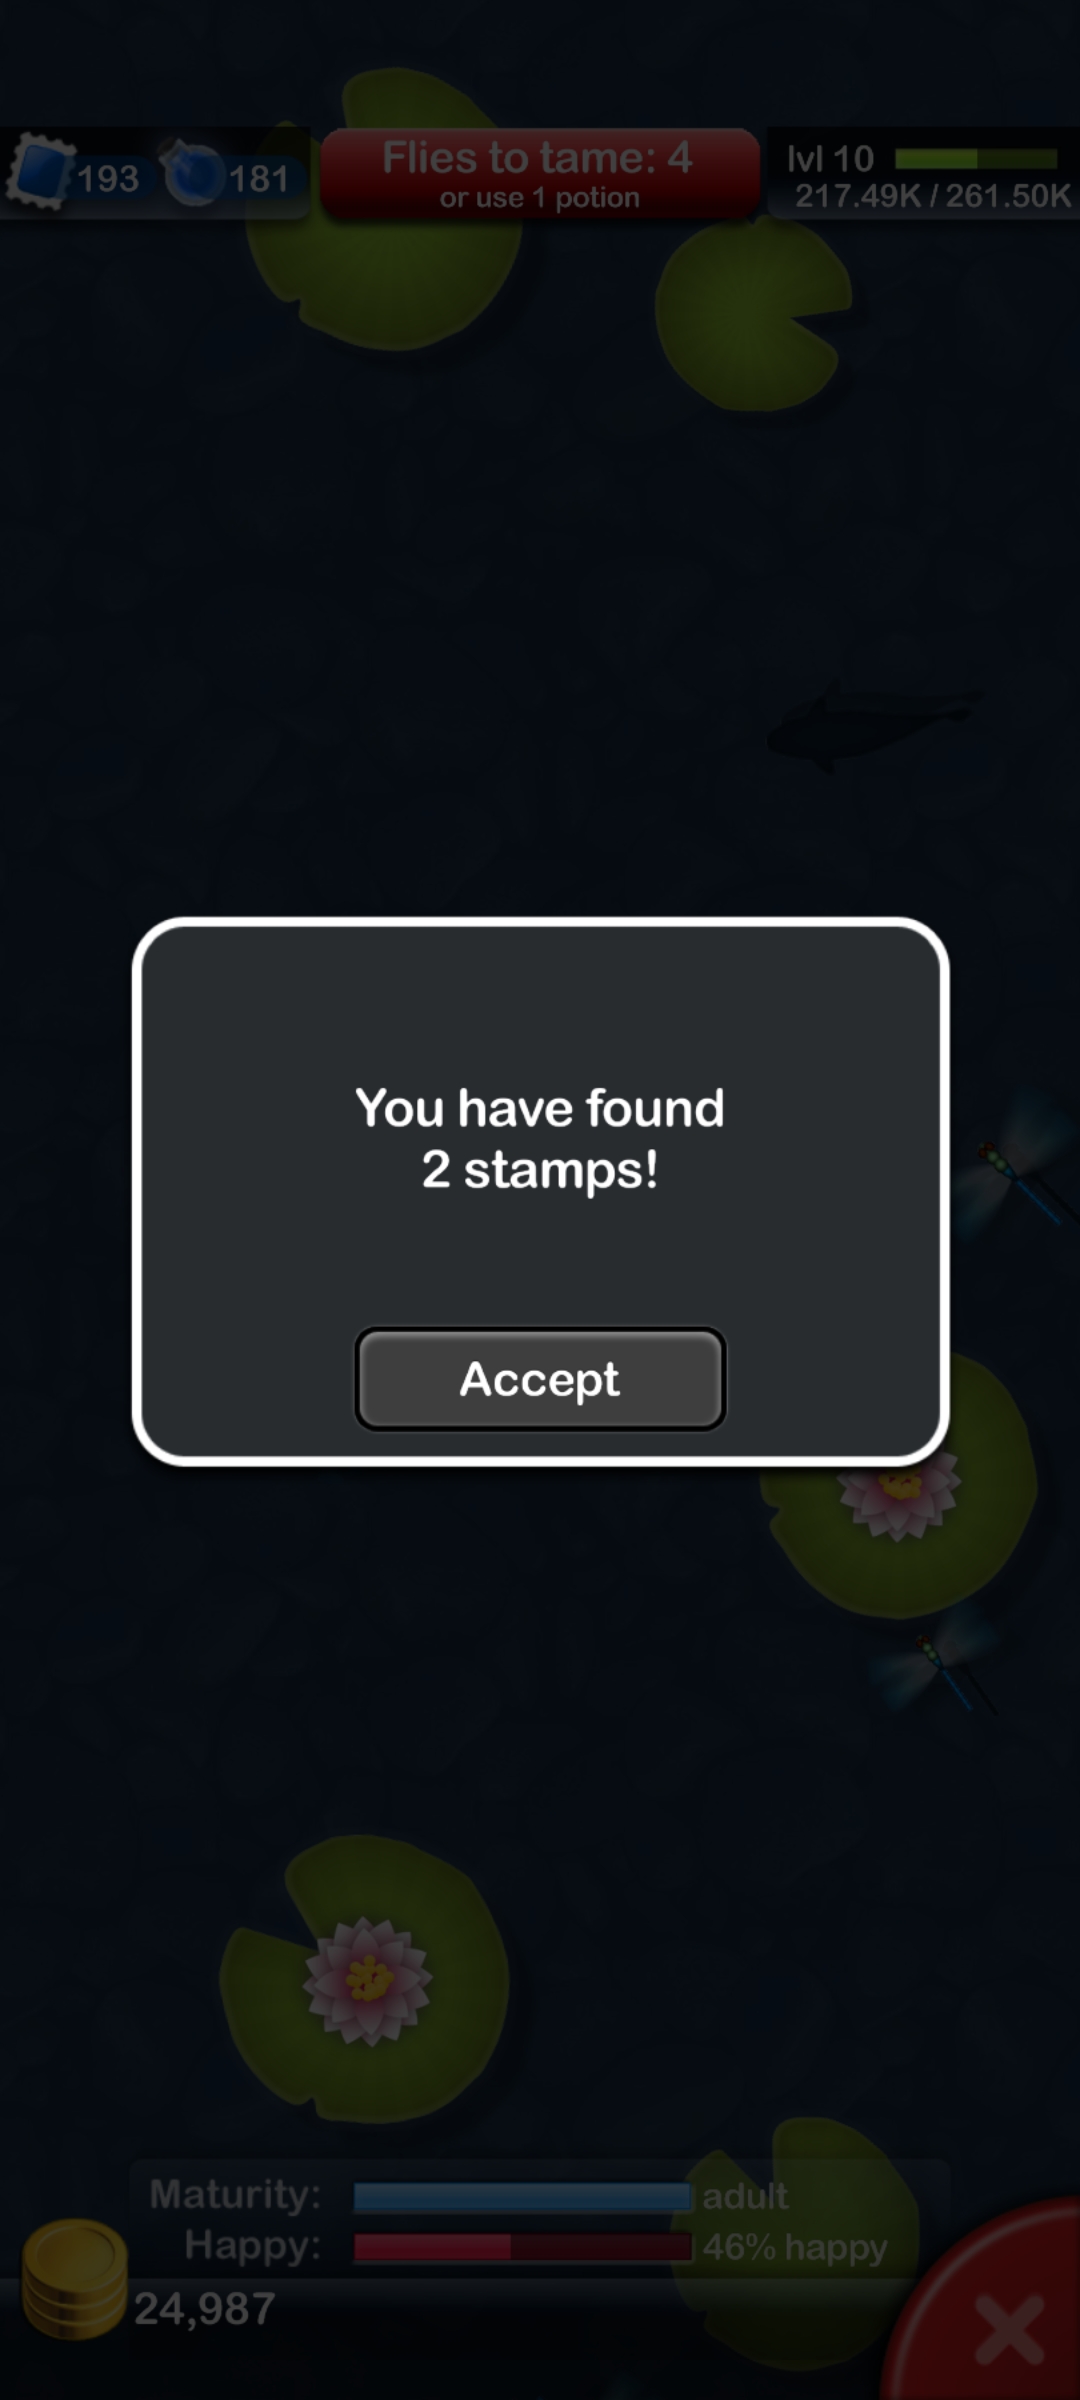 193
181
Flies to tame: 4
or use 1 potion
lvl 10
217.49K / 261.50K
You have found
2 stamps!
Accept
Maturity:
adult
Happy:
46% happy
24,987